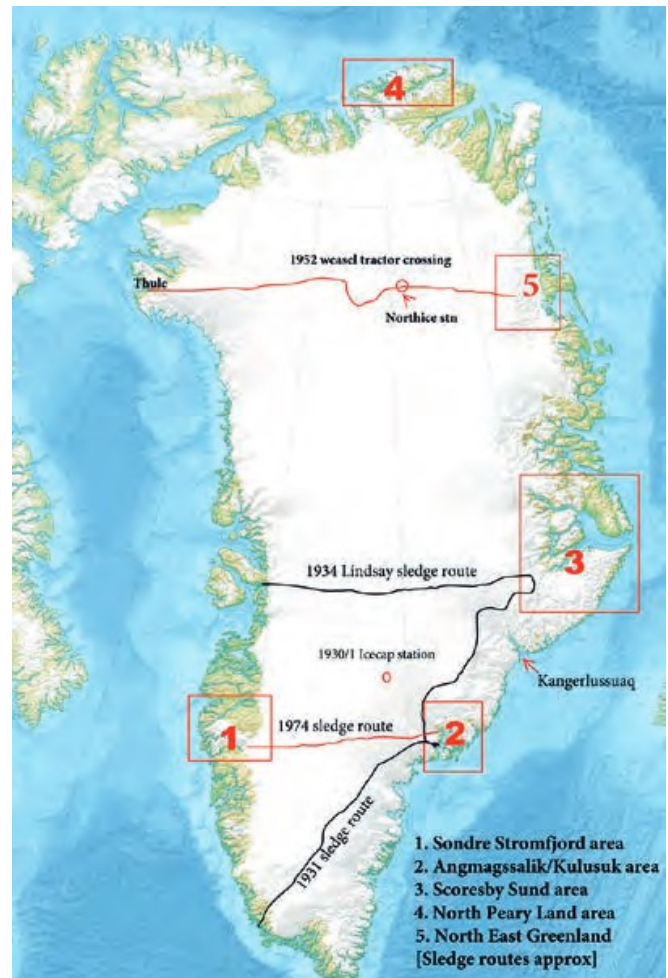 4
1952 weasel tractor crossing
5
Thule
Northice stn
3
1934 Lindsay sledge route
1930/1 Icecap station
Kangerlussuaq
1
1974 sledge route
2
1931 sledge route
1. Sondre Stromfjord area
2. Angmagssalik/Kulusuk area
3. Scoresby Sund area
4. North Peary Land area
5. North East Greenland
[Sledge routes approx]